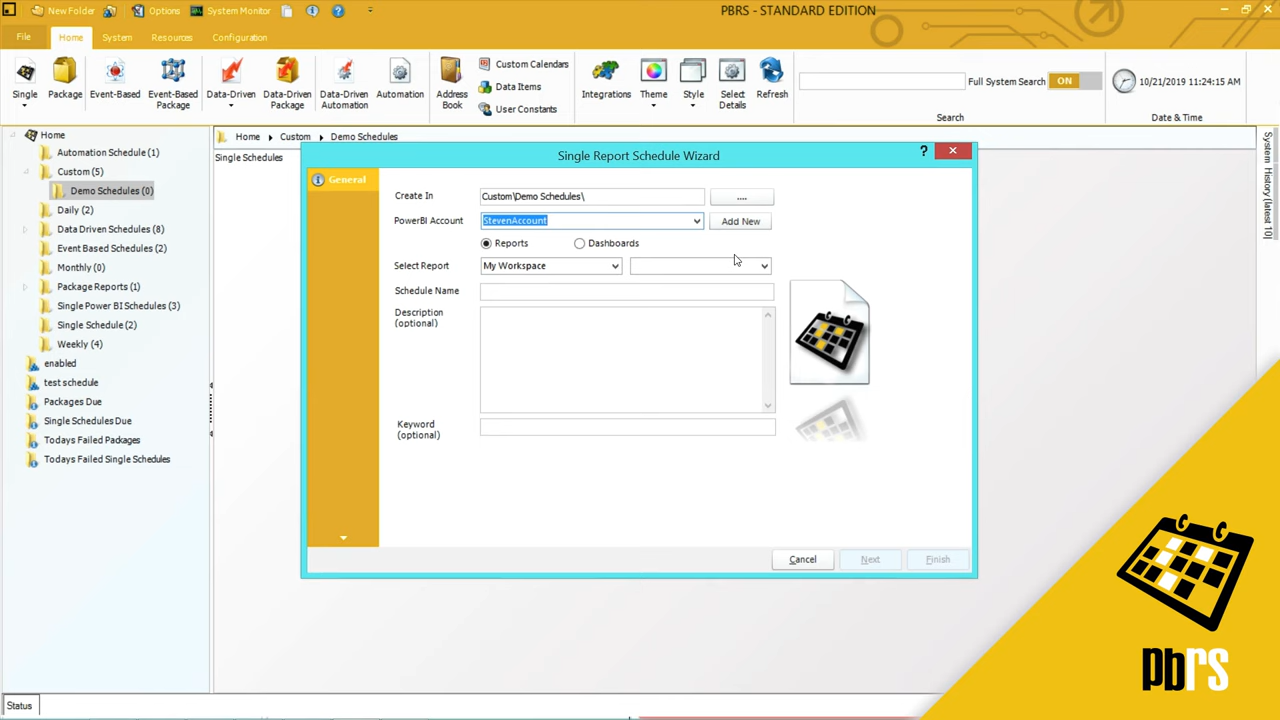 New Folder
Options
System Monitor
PBRS - STANDARD EDITION
File
Home
System
Resources
Configuration
Single
Package
Event-Based
Event-Based
Package
Data-Driven
Data-Driven
Package
Data-Driven
Automation
Automation
Address
Book
Custom Calendars
Data Items
User Constants
Integrations
Theme
Style
Select
Details
Refresh
Full System Search ON
Search
10/21/2019 11:24:15 AM
Date & Time
Home
Automation Schedule (1)
Custom (5)
Demo Schedules (0)
Daily (2)
Data Driven Schedules (8)
Event Based Schedules (2)
Monthly (0)
Package Reports (1)
Single Power BI Schedules (3)
Single Schedule (2)
Weekly (4)
enabled
test schedule
Packages Due
Single Schedules Due
Todays Failed Packages
Todays Failed Single Schedules
Home
Custom
Demo Schedules
Single Schedules
System History (latest 10)
Single Report Schedule Wizard
?
General
Create In
Custom\Demo Schedules\
....
PowerBI Account
StevenAccount
Add New
Reports
Dashboards
Select Report
My Workspace
Schedule Name
Description
(optional)
Keyword
(optional)
Cancel
Next
Finish
Status
pbrs